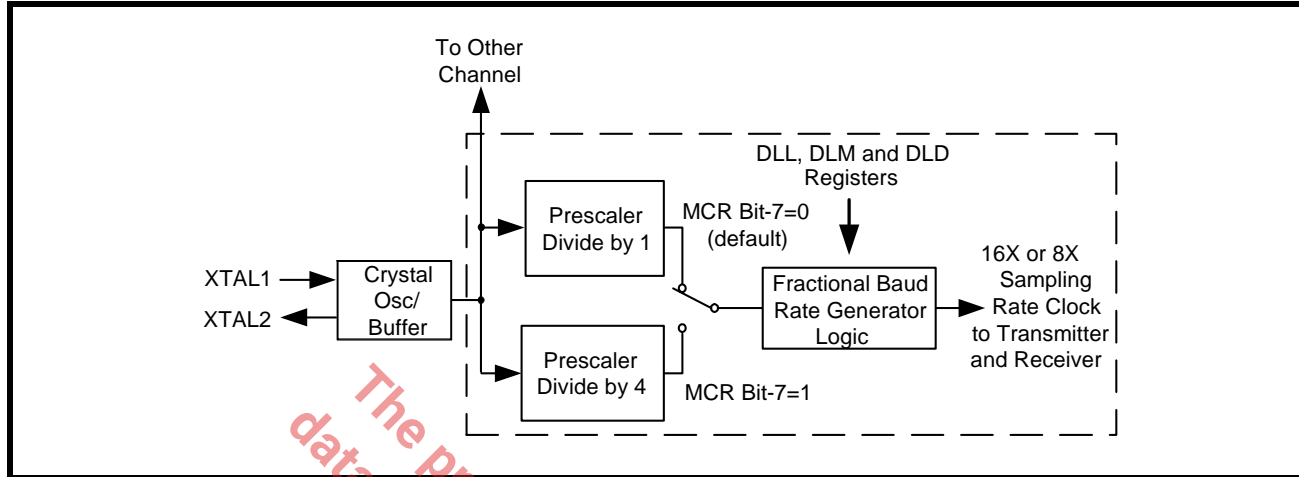 To Other
Channel
DLL, DLM and DLD
Registers
Prescaler
Divide by 1
MCR Bit-7=0
(default)
XTAL1
XTAL2
Crystal
Osc/
Buffer
Fractional Baud
Rate Generator
Logic
16X or 8X
Sampling
Rate Clock
to Transmitter
and Receiver
Prescaler
Divide by 4
MCR Bit-7=1
The